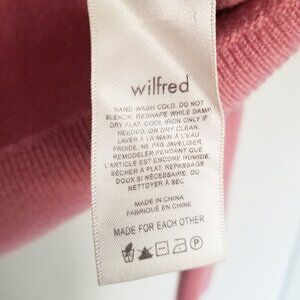 wilfred
HAND WASH COLD. DO NOT
BLEACH. RESHAPE WHILE DAMP.
DRY FLAT. COOL IRON ONLY IF
NEEDED, OR DRY CLEAN.
LAVER À LA MAIN À L'EAU
FROIDE. NE PAS JAVELISER.
REMODELER PENDANT QUE
L'ARTICLE EST ENCORE HUMIDE.
SÉCHER À PLAT. REPASSAGE
DOUX SI NÉCESSAIRE, OU
NETTOYER À SEC.
MADE IN CHINA
FABRIQUÉ EN CHINE
MADE FOR EACH OTHER
P